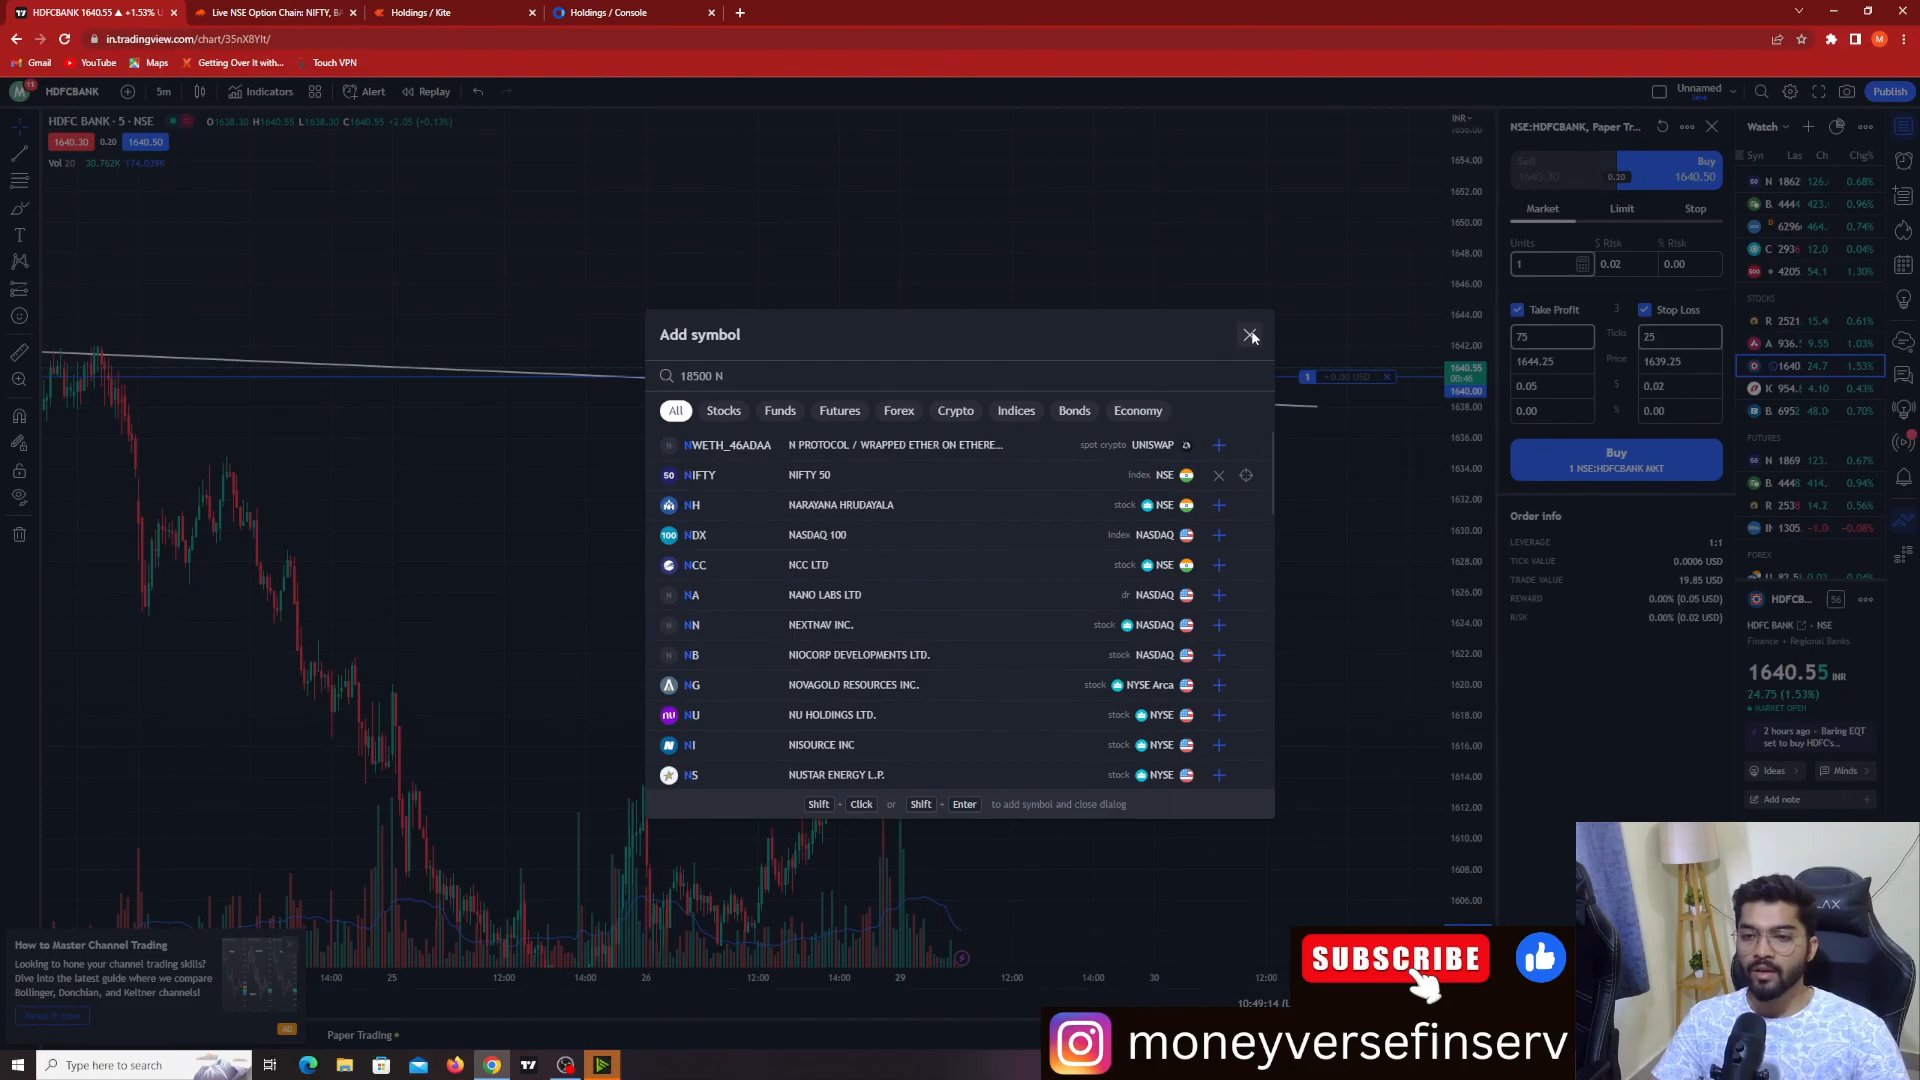 HDFCBANK 1640.55 ▲ +1.53% U
Live NSE Option Chain: NIFTY, BA
Holdings / Kite
Holdings / Console
in.tradingview.com/chart/35nX8YIt/
Gmail
YouTube
Maps
Getting Over It with...
Touch VPN
M
11
HDFCBANK
5m
Indicators
Alert
Replay
Unnamed
Save
Publish
HDFC BANK · 5 · NSE
O1638.30 H1640.55 L1638.30 C1640.55 +2.05 (+0.13%)
1640.30
0.20
1640.50
Vol 20 30.762K 174.039K
INR
1654.00
1652.00
1650.00
1648.00
1646.00
1644.00
1642.00
1640.55
00:46
1640.00
1638.00
1636.00
1634.00
1632.00
1630.00
1628.00
1626.00
1624.00
1622.00
1620.00
1618.00
1616.00
1614.00
1612.00
1610.00
1608.00
1606.00
1 +0.00 USD
Add symbol
18500 N
All Stocks Funds Futures Forex Crypto Indices Bonds Economy
NWETH_46ADAA N PROTOCOL / WRAPPED ETHER ON ETHERE... spot crypto UNISWAP
50 NIFTY NIFTY 50 index NSE
NH NARAYANA HRUDAYALA stock NSE
100 NDX NASDAQ 100 index NASDAQ
NCC NCC LTD stock NSE
N NA NANO LABS LTD dr NASDAQ
N NN NEXTNAV INC. stock NASDAQ
N NB NIOCORP DEVELOPMENTS LTD. stock NASDAQ
NG NOVAGOLD RESOURCES INC. stock NYSE Arca
nu NU NU HOLDINGS LTD. stock NYSE
NI NISOURCE INC stock NYSE
NS NUSTAR ENERGY L.P. stock NYSE
Shift + Click or Shift + Enter to add symbol and close dialog
NSE:HDFCBANK, Paper Tr...
Sell
1640.30
0.20
Buy
1640.50
Market Limit Stop
Units $ Risk % Risk
1 0.02 0.00
Take Profit 3 Stop Loss
75 Ticks 25
1644.25 Price 1639.25
0.05 $ 0.02
0.00 % 0.00
Buy
1 NSE:HDFCBANK MKT
Order info
LEVERAGE 1:1
TICK VALUE 0.0006 USD
TRADE VALUE 19.85 USD
REWARD 0.00% (0.05 USD)
RISK 0.00% (0.02 USD)
Watch
Syn Las Ch Chg%
N 1862 126. 0.68%
B. 4444 423. 0.96%
6296 464. 0.74%
C 2936 12.0 0.04%
4205 54.1 1.30%
STOCKS
R 2521 15.4 0.61%
A 936. 9.55 1.03%
1640 24.7 1.53%
954. 4.10 0.43%
B 6952 48.0 0.70%
FUTURES
N 1869 123. 0.67%
B. 4448 414. 0.94%
R 2538 14.2 0.56%
1305 -1.0 -0.08%
FOREX
HDFCB... 56
HDFC BANK NSE
Finance • Regional Banks
1640.55 INR
24.75 (1.53%)
MARKET OPEN
2 hours ago · Baring EQT
set to buy HDFC's...
Ideas Minds
Add note
How to Master Channel Trading
Looking to hone your channel trading skills?
Dive into the latest guide where we compare
Bollinger, Donchian, and Keltner channels!
Read it now
AD
14:00 25 12:00 14:00 26 12:00 14:00 29 12:00 14:00 30 12:00
10:49:14 (U
Paper Trading
SUBSCRIBE
moneyversefinserv
Type here to search